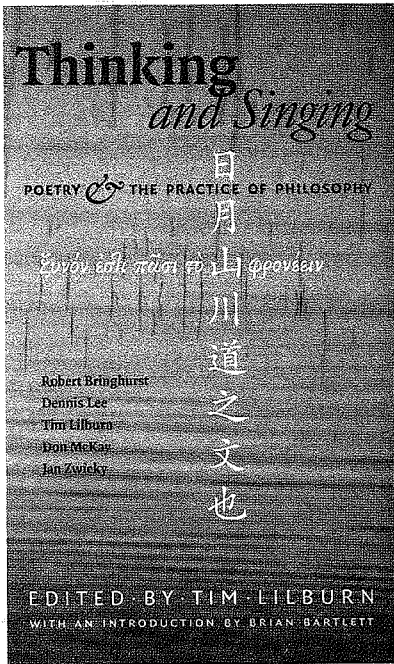 Thinking
and Singing
POETRY & THE PRACTICE OF PHILOSOPHY
ξυνόν ἐστι πᾶσι τὸ φρονέειν
日月山川道之文也
Robert Bringhurst
Dennis Lee
Tim Lilburn
Don McKay
Jan Zwicky
EDITED·BY·TIM·LILBURN
WITH AN INTRODUCTION BY BRIAN BARTLETT